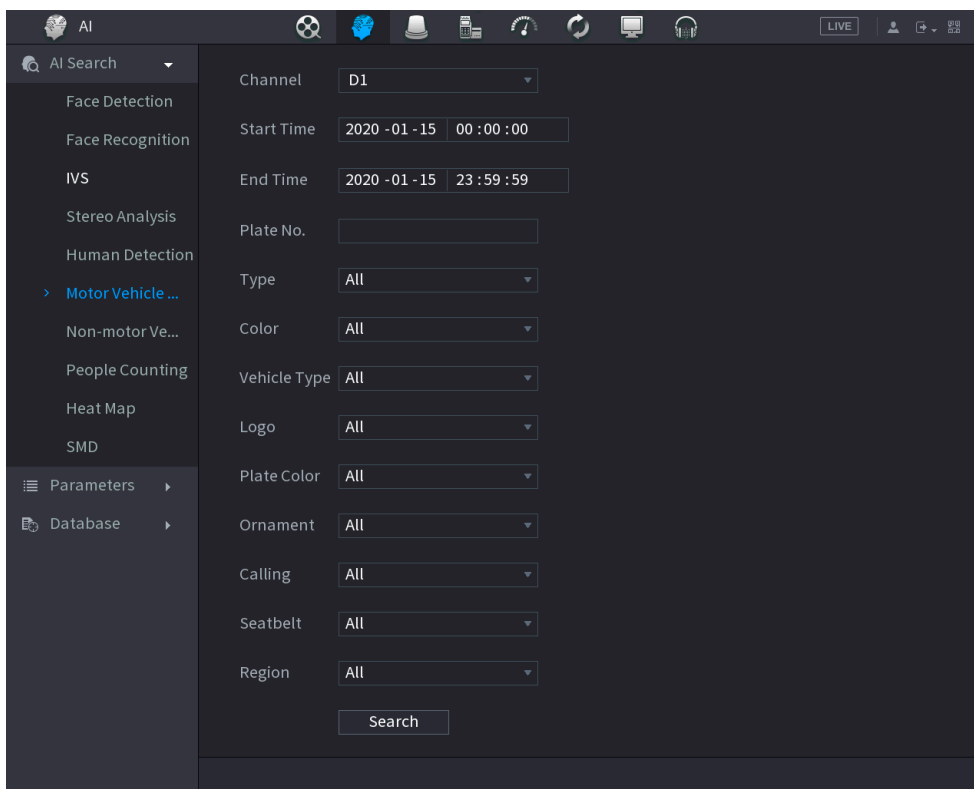 AI
LIVE
AI Search
Face Detection
Face Recognition
IVS
Stereo Analysis
Human Detection
Motor Vehicle ...
Non-motor Ve...
People Counting
Heat Map
SMD
Parameters
Database
Channel D1
Start Time 2020 -01 -15 00 :00 :00
End Time 2020 -01 -15 23 :59 :59
Plate No.
Type All
Color All
Vehicle Type All
Logo All
Plate Color All
Ornament All
Calling All
Seatbelt All
Region All
Search